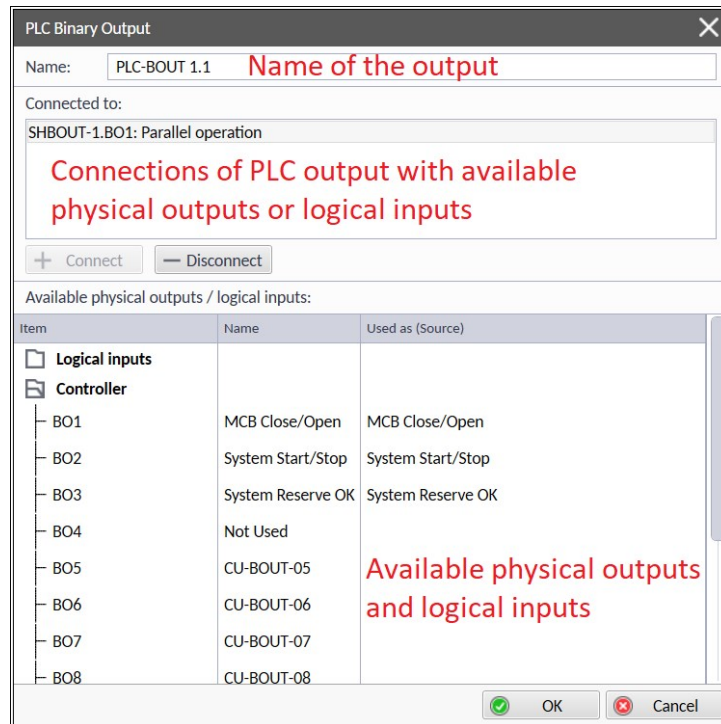 PLC Binary Output
Name: PLC-BOUT 1.1 Name of the output
Connected to:
SHBOUT-1.BO1: Parallel operation
Connections of PLC output with available
physical outputs or logical inputs
Connect Disconnect
Available physical outputs / logical inputs:
Item Name Used as (Source)
Logical inputs
Controller
BO1 MCB Close/Open MCB Close/Open
BO2 System Start/Stop System Start/Stop
BO3 System Reserve OK System Reserve OK
BO4 Not Used
BO5 CU-BOUT-05
BO6 CU-BOUT-06
BO7 CU-BOUT-07
BO8 CU-BOUT-08
Available physical outputs
and logical inputs
OK Cancel